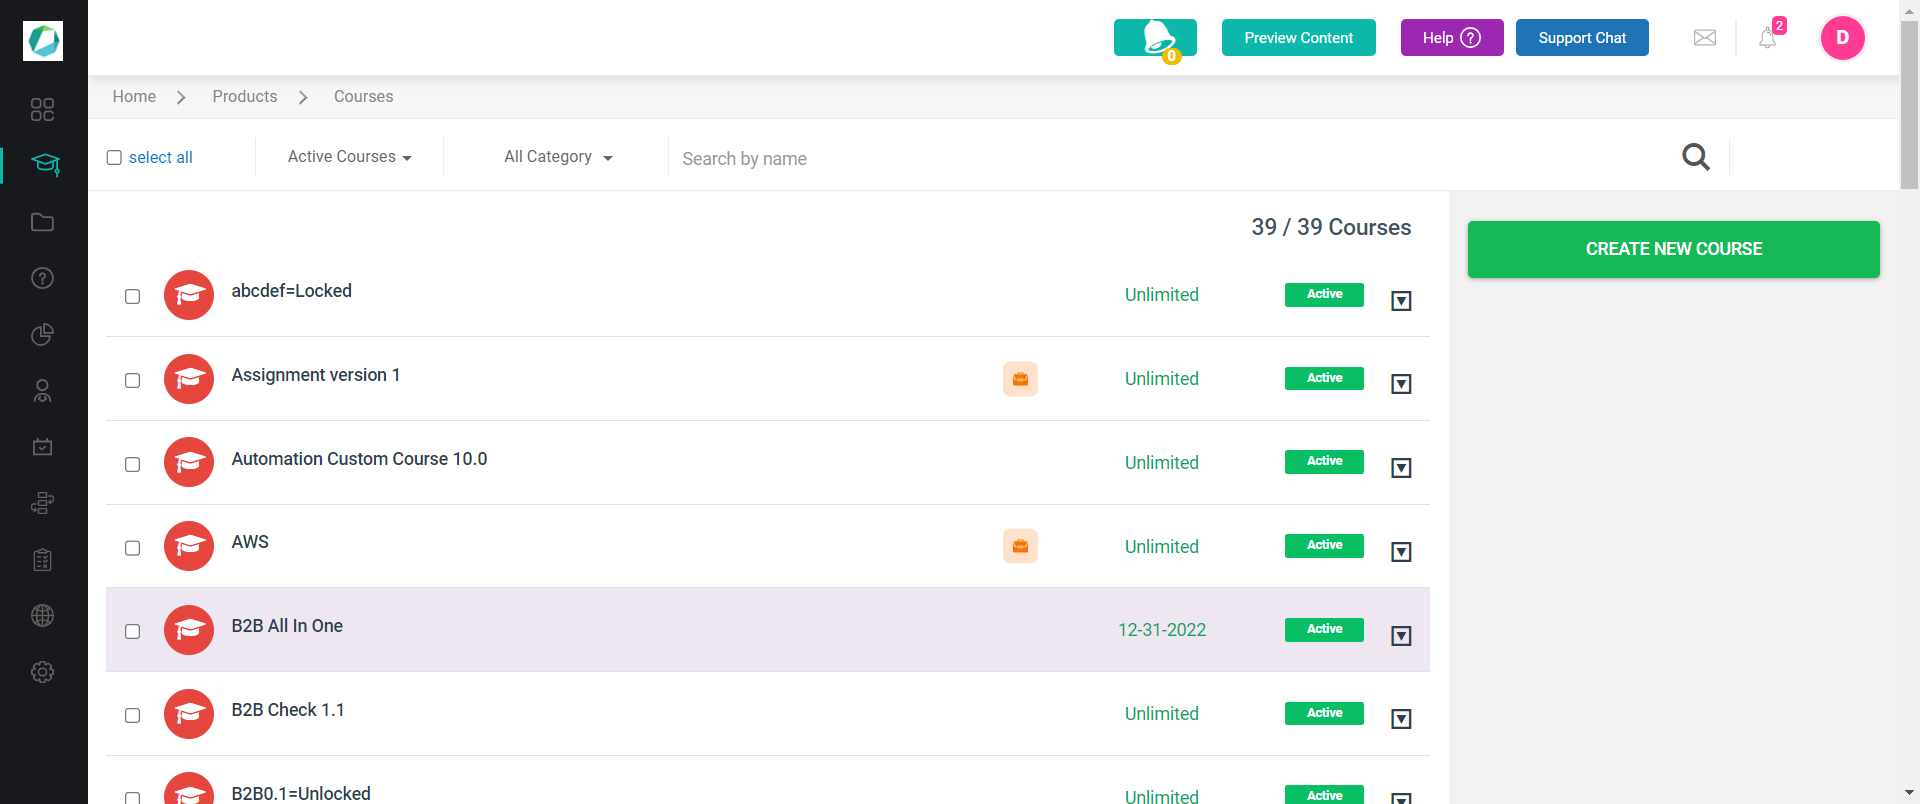 0
Preview Content
Help ?
Support Chat
2
D
Home Products Courses
select all Active Courses All Category Search by name
39 / 39 Courses
CREATE NEW COURSE
abcdef=Locked Unlimited Active
Assignment version 1 Unlimited Active
Automation Custom Course 10.0 Unlimited Active
AWS Unlimited Active
B2B All In One 12-31-2022 Active
B2B Check 1.1 Unlimited Active
B2B0.1=Unlocked Unlimited Active